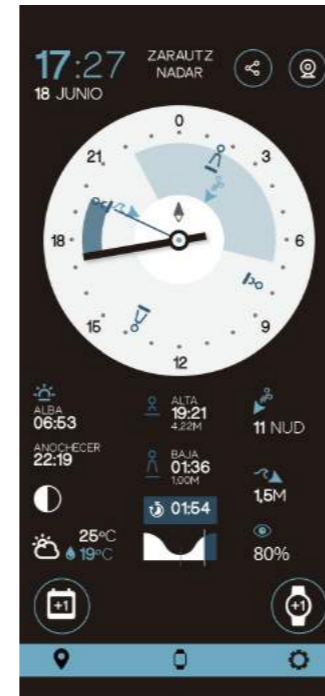 17:27
18 JUNIO
ZARAUTZ
NADAR
0
3
6
9
12
15
18
21
ALBA
06:53
ANOCHECER
22:19
25ºC
19ºC
ALTA
19:21
4.22M
BAJA
01:36
1,00M
01:54
11 NUD
1,5M
80%
+1
+1